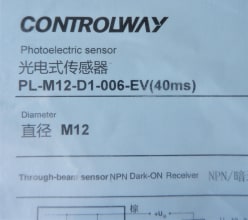 CONTROLWAY
Photoelectric sensor
光电式传感器
PL-M12-D1-006-EV(40ms)
Diameter
直径 M12
Through-beam sensor NPN Dark-ON Receiver NPN/暗
棕